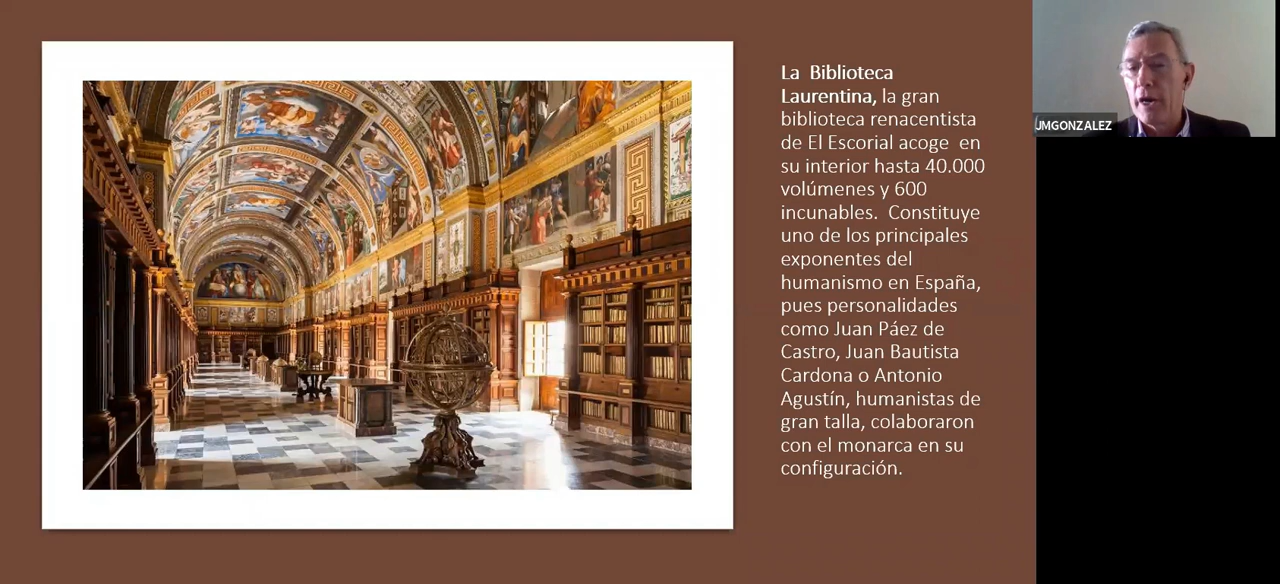 La  Biblioteca
Laurentina, la gran
biblioteca renacentista
de El Escorial acoge  en
su interior hasta 40.000
volúmenes y 600
incunables.  Constituye
uno de los principales
exponentes del
humanismo en España,
pues personalidades
como Juan Páez de
Castro, Juan Bautista
Cardona o Antonio
Agustín, humanistas de
gran talla, colaboraron
con el monarca en su
configuración.
JMGONZALEZ